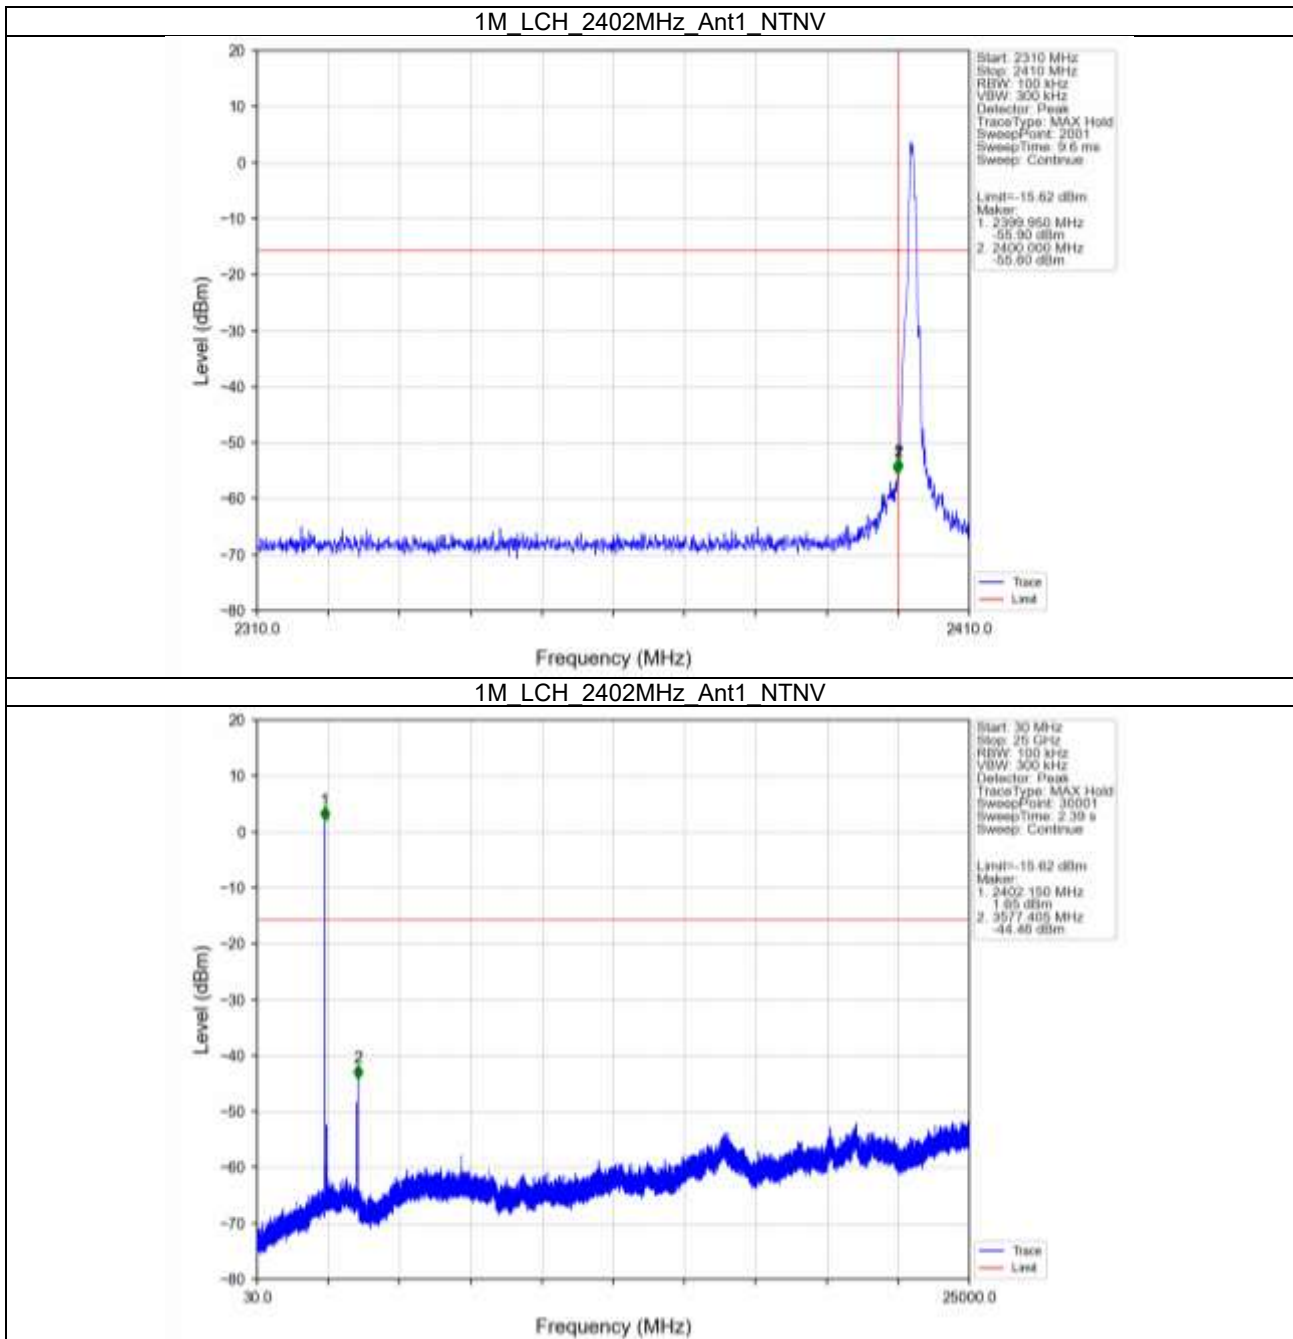 1M_LCH_2402MHz_Ant1_NTNV
20
10
0
−10
−20
−30
−40
−50
−60
−70
−80
Level (dBm)
2
2310.0
2410.0
Frequency (MHz)
Start: 2310 MHz
Stop: 2410 MHz
RBW: 100 kHz
VBW: 300 kHz
Detector: Peak
TraceType: MAX Hold
SweepPoint: 2001
SweepTime: 9.6 ms
Sweep: Continue
Limit=-15.62 dBm
Maker:
1. 2399.950 MHz
-55.90 dBm
2. 2400.000 MHz
-55.60 dBm
Trace
Limit
1M_LCH_2402MHz_Ant1_NTNV
20
10
0
−10
−20
−30
−40
−50
−60
−70
−80
Level (dBm)
1
2
30.0
25000.0
Frequency (MHz)
Start: 30 MHz
Stop: 25 GHz
RBW: 100 kHz
VBW: 300 kHz
Detector: Peak
TraceType: MAX Hold
SweepPoint: 30001
SweepTime: 2.39 s
Sweep: Continue
Limit=-15.62 dBm
Maker:
1. 2402.150 MHz
1.65 dBm
2. 3577.405 MHz
-44.46 dBm
Trace
Limit